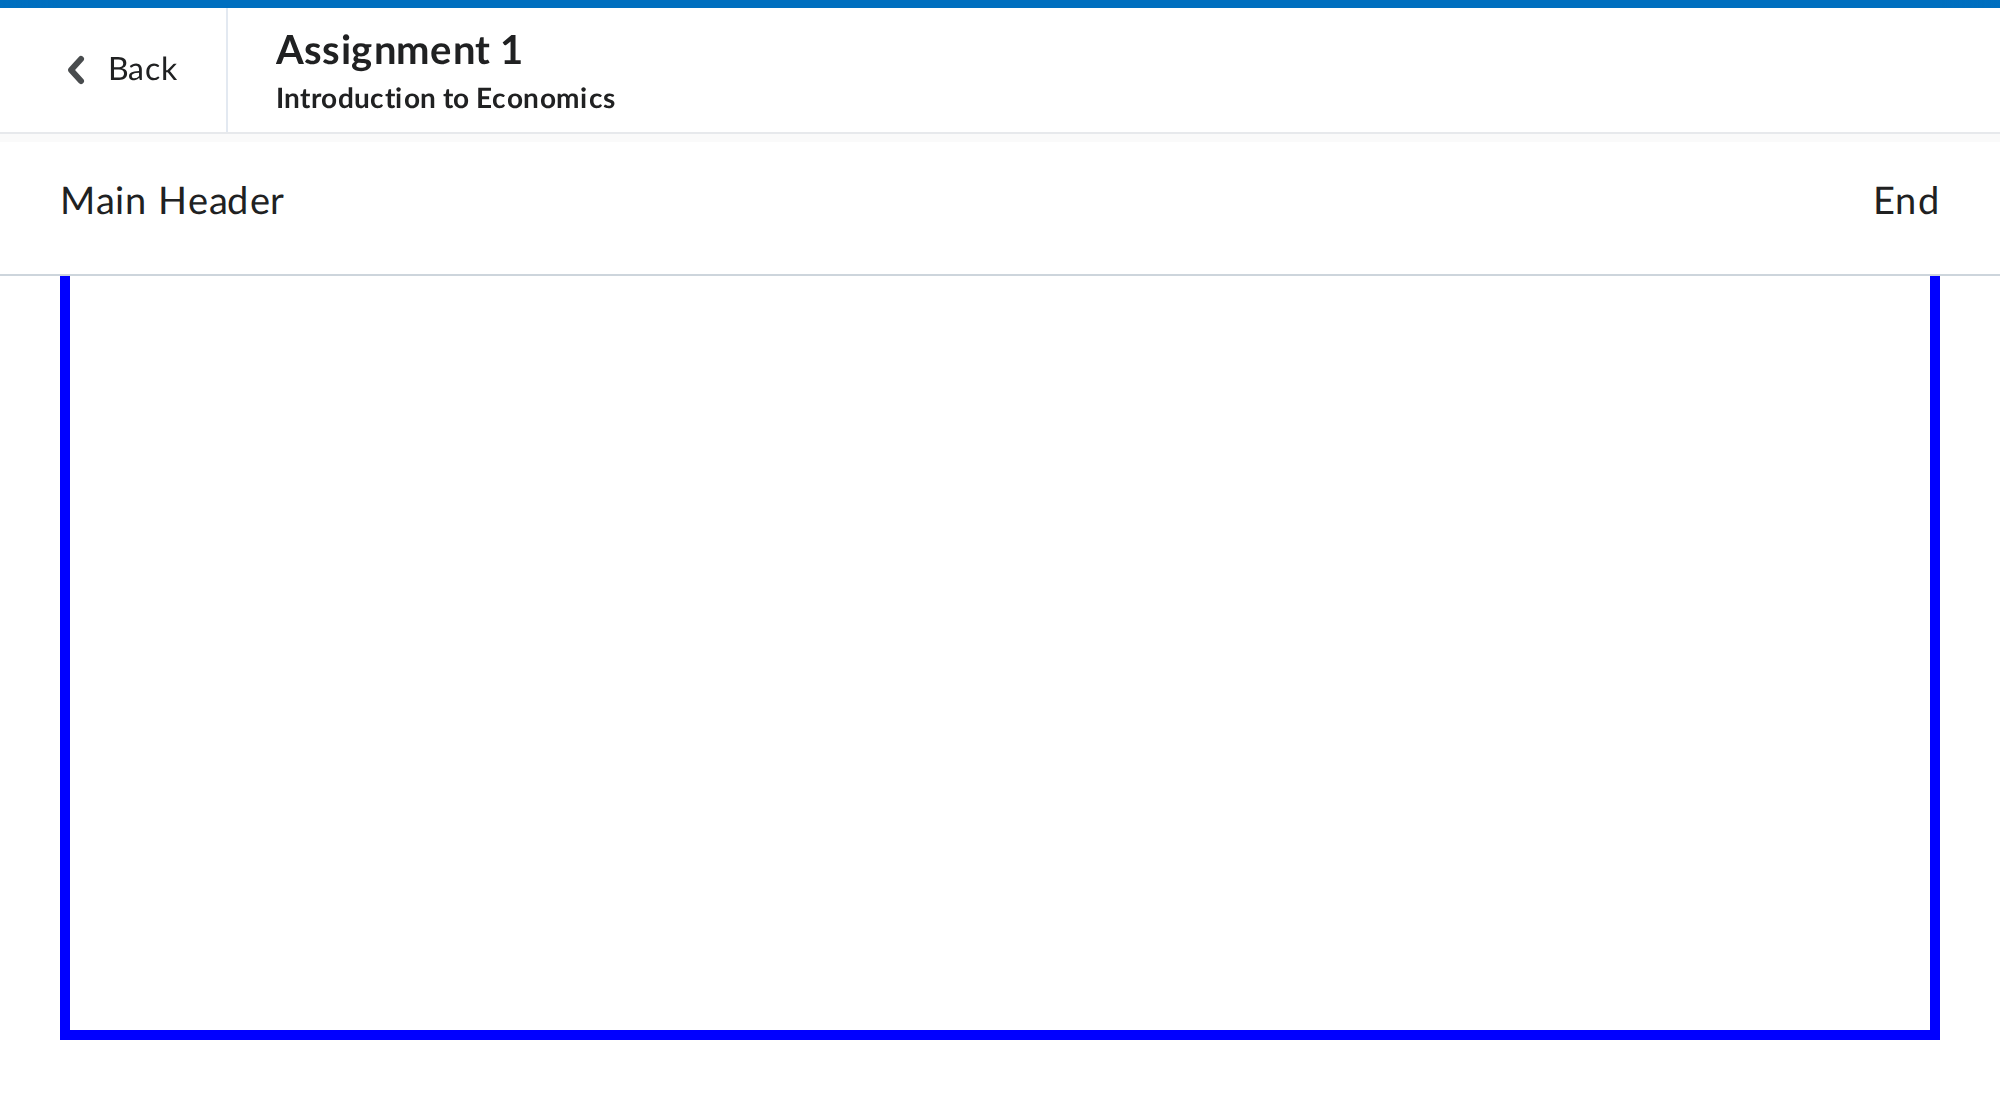 Back
Assignment 1
Introduction to Economics
Main Header
End